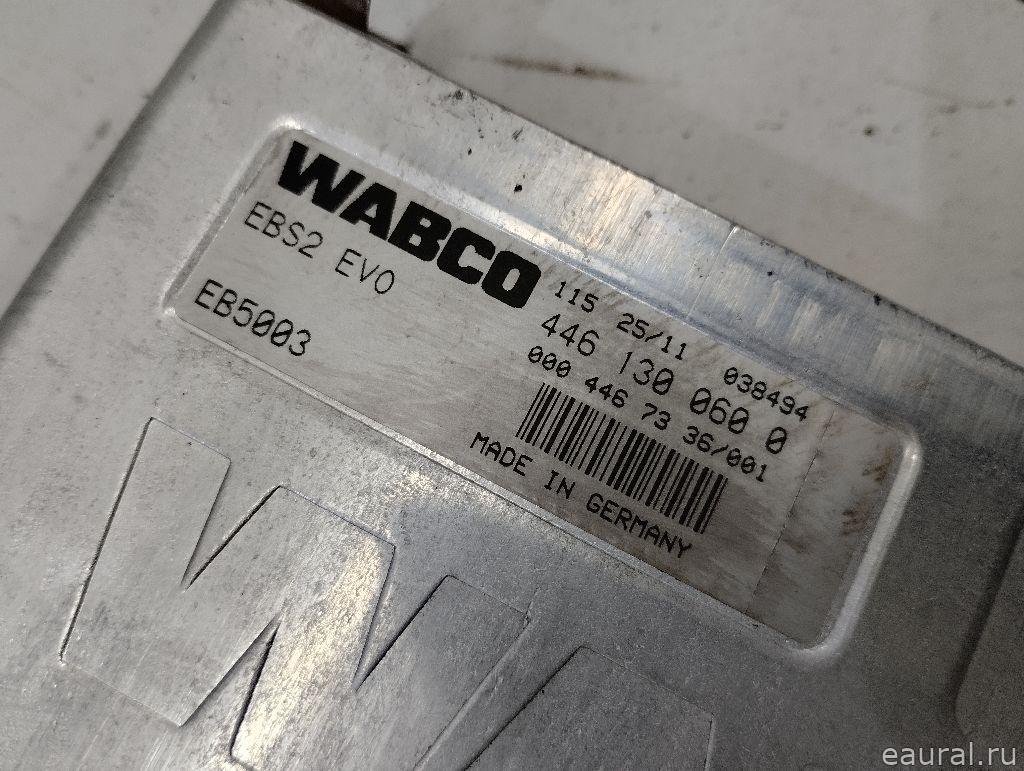 WABCO
EBS2 EVO
EB5003
115 25/11 038494
446 130 060 0
000 446 73 36/001
MADE IN GERMANY
eaural.ru